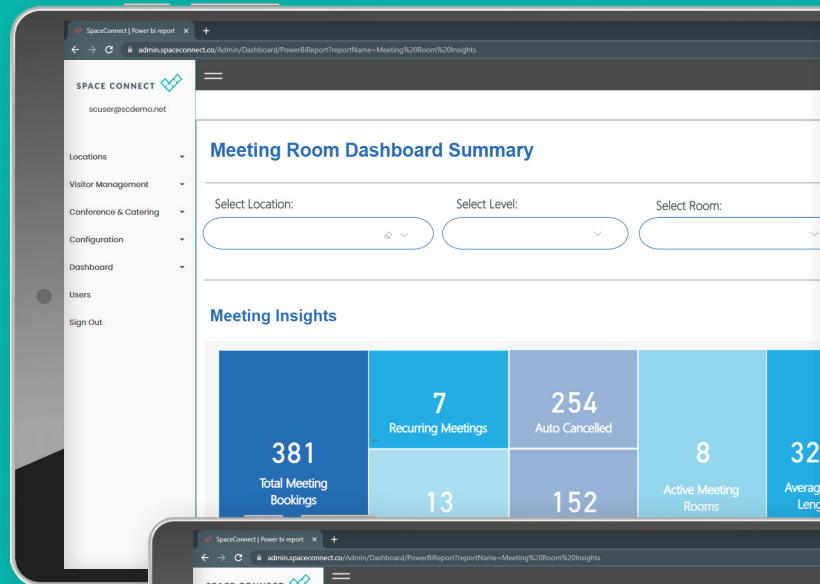 SpaceConnect | Power bi report
admin.spaceconnect.co/Admin/Dashboard/PowerBiReport?reportName=Meeting%20Room%20Insights
SPACE CONNECT
scuser@scdemo.net
Locations
Visitor Management
Conference & Catering
Configuration
Dashboard
Users
Sign Out
Meeting Room Dashboard Summary
Select Location:
Select Level:
Select Room:
Meeting Insights
381
Total Meeting
Bookings
7
Recurring Meetings
254
Auto Cancelled
13
152
8
Active Meeting
Rooms
32
Averag
Leng
SpaceConnect | Power bi report
admin.spaceconnect.co/Admin/Dashboard/PowerBiReport?reportName=Meeting%20Room%20Insights
SPACE CONNECT